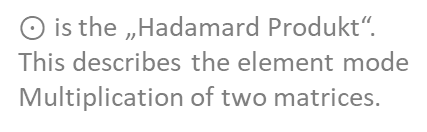 ⊙ is the „Hadamard Produkt“.
This describes the element mode
Multiplication of two matrices.